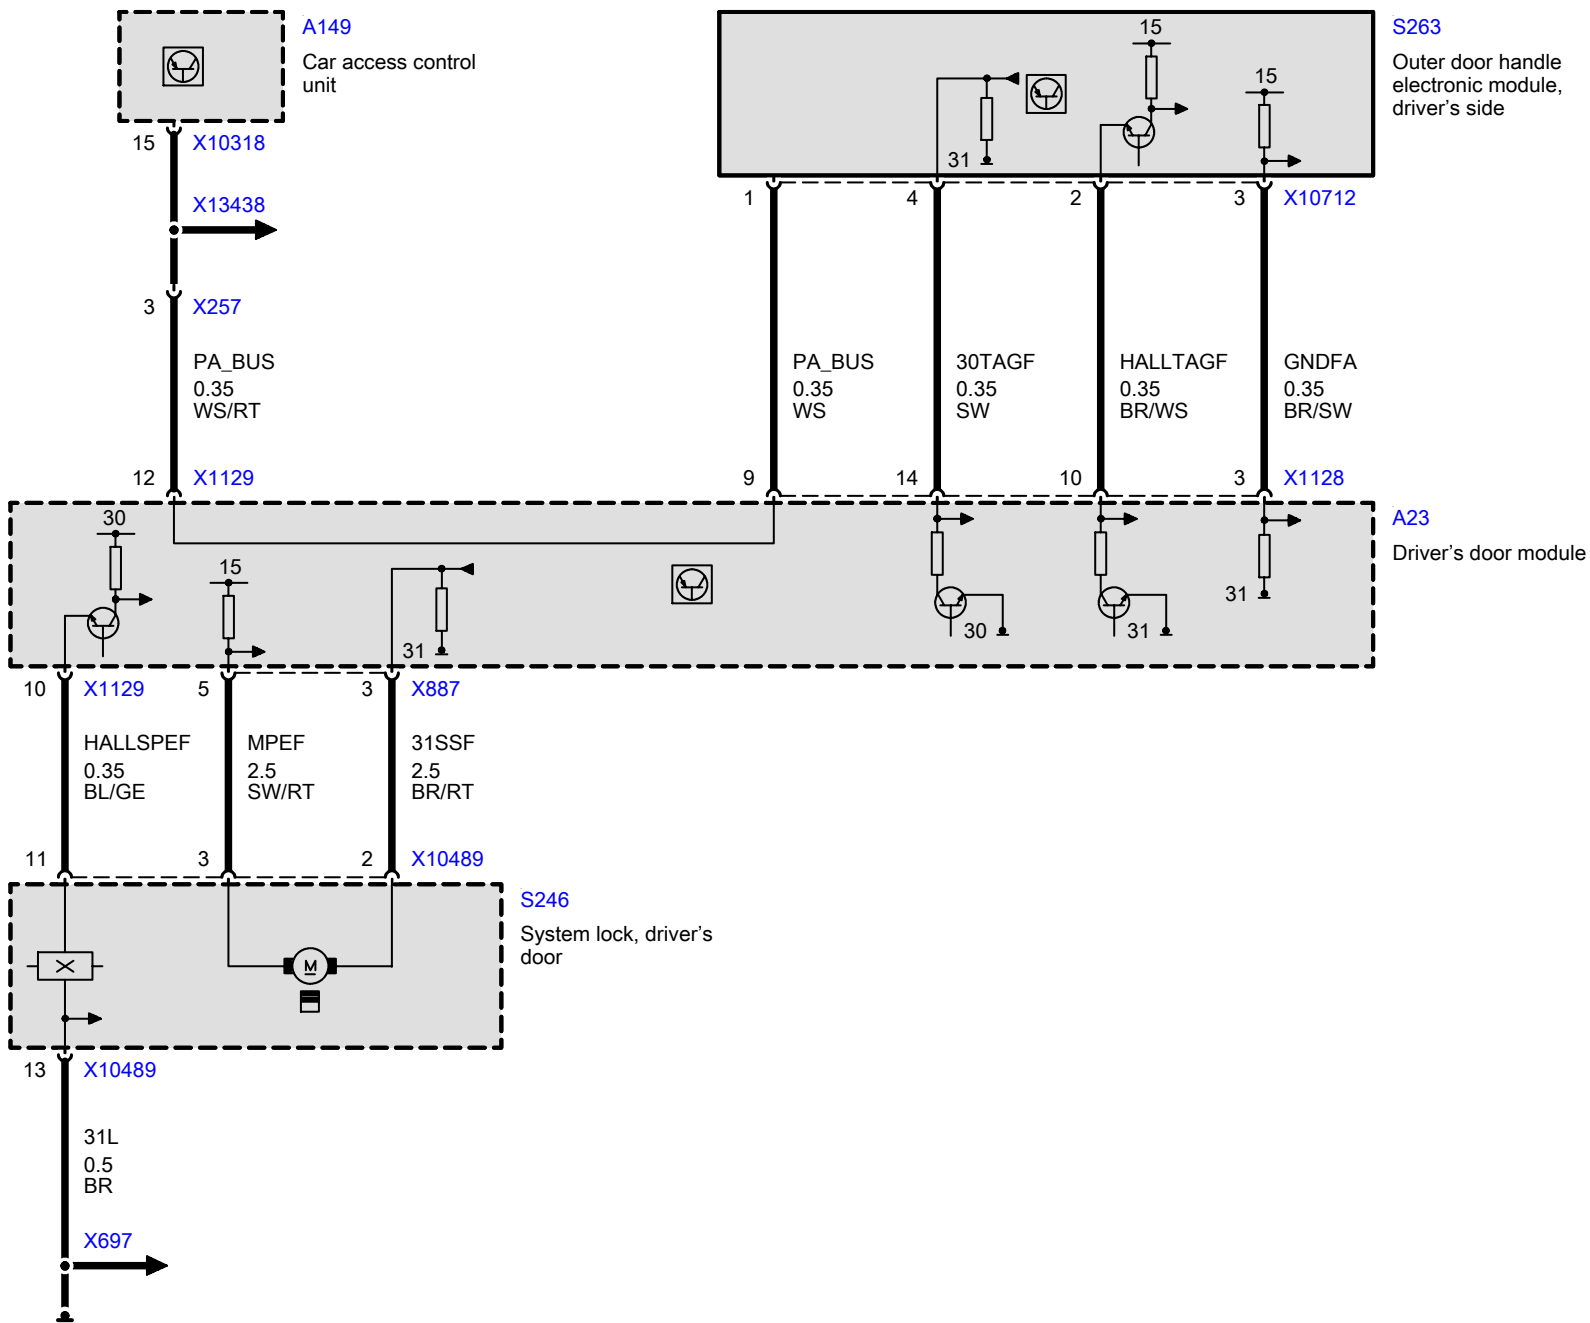 A149
Car access control
unit
15
X10318
X13438
3
X257
PA_BUS
0.35
WS/RT
12
X1129
S263
Outer door handle
electronic module,
driver's side
15
15
31
1
4
2
3
X10712
PA_BUS
0.35
WS
30TAGF
0.35
SW
HALLTAGF
0.35
BR/WS
GNDFA
0.35
BR/SW
9
14
10
3
X1128
A23
Driver's door module
30
15
31
30
31
31
10
X1129
5
3
X887
HALLSPEF
0.35
BL/GE
MPEF
2.5
SW/RT
31SSF
2.5
BR/RT
11
3
2
X10489
S246
System lock, driver's
door
M
13
X10489
31L
0.5
BR
X697